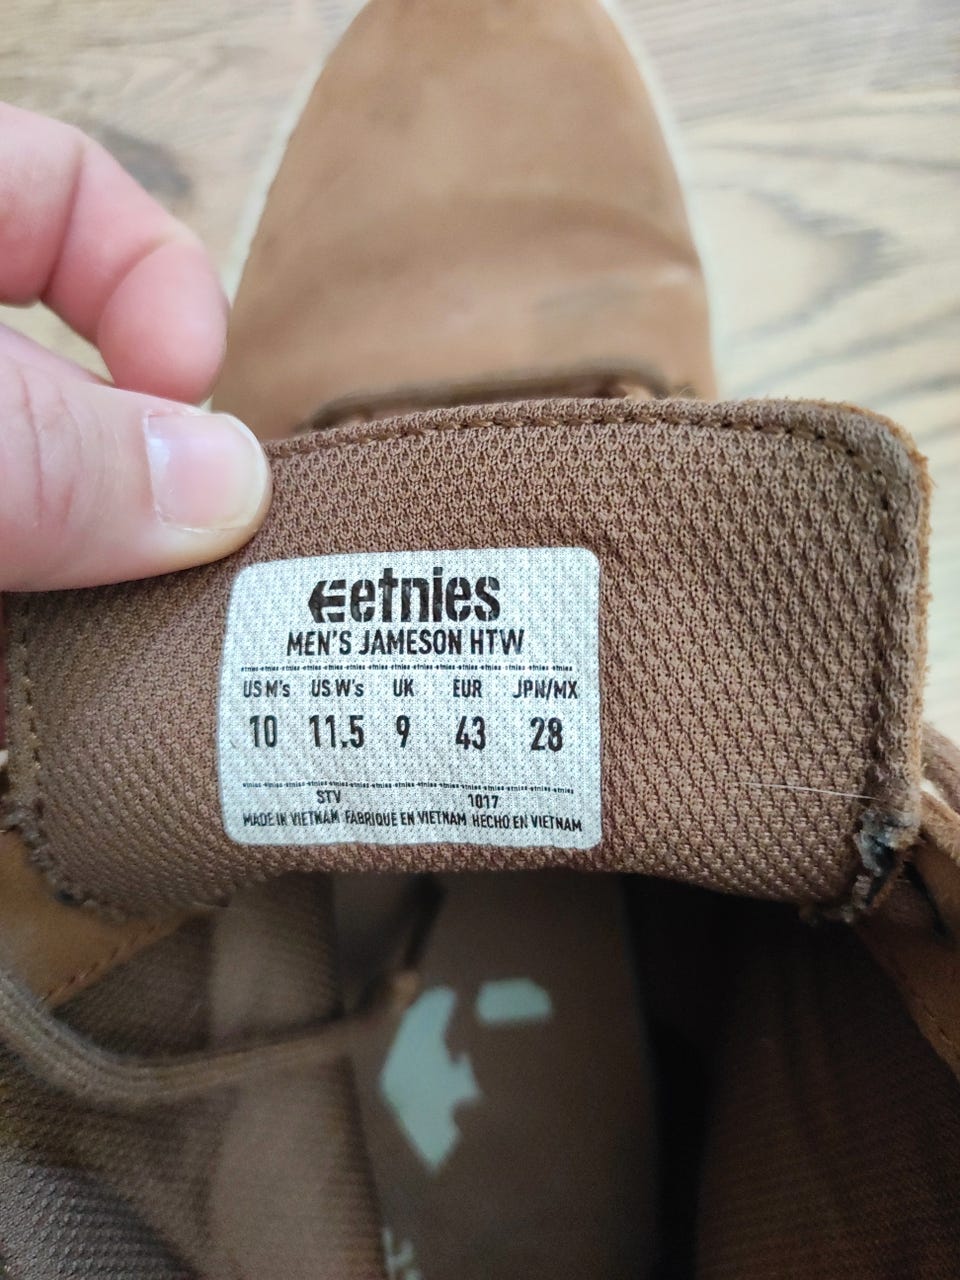 etnies
MEN'S JAMESON HTW
US M's US W's UK EUR JPN/MX
10 11.5 9 43 28
STV 1017
MADE IN VIETNAM FABRIQUÉ EN VIETNAM HECHO EN VIETNAM